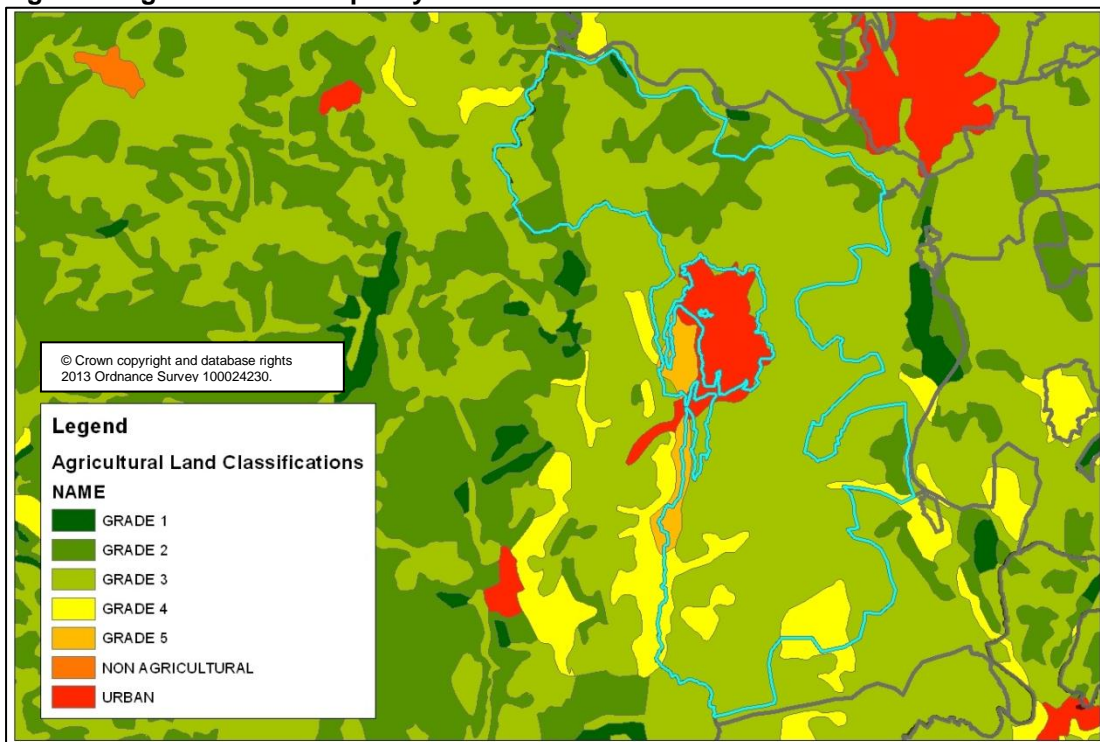 © Crown copyright and database rights
2013 Ordnance Survey 100024230.
Legend
Agricultural Land Classifications
NAME
GRADE 1
GRADE 2
GRADE 3
GRADE 4
GRADE 5
NON AGRICULTURAL
URBAN